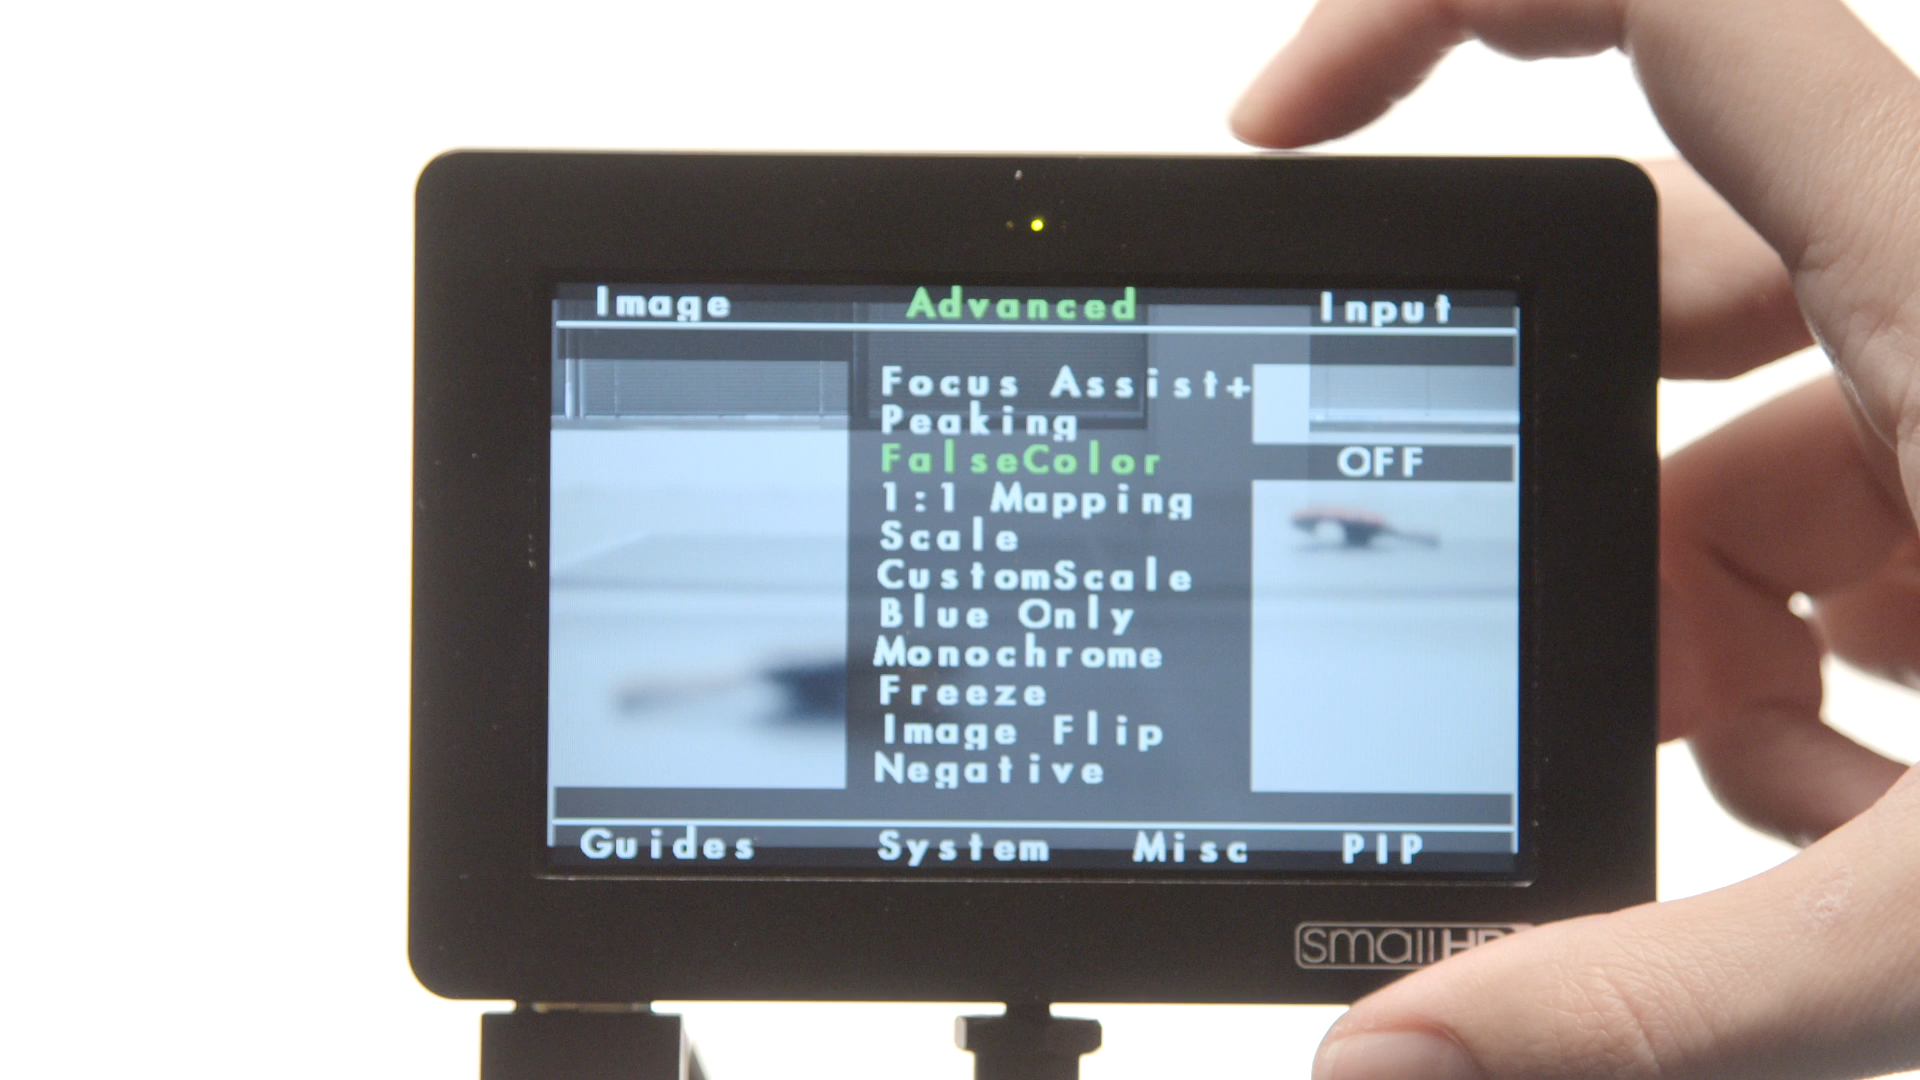 Image Advanced Input
Focus Assist+
Peaking
FalseColor OFF
1:1 Mapping
Scale
CustomScale
Blue Only
Monochrome
Freeze
Image Flip
Negative
Guides System Misc PIP
smallHD